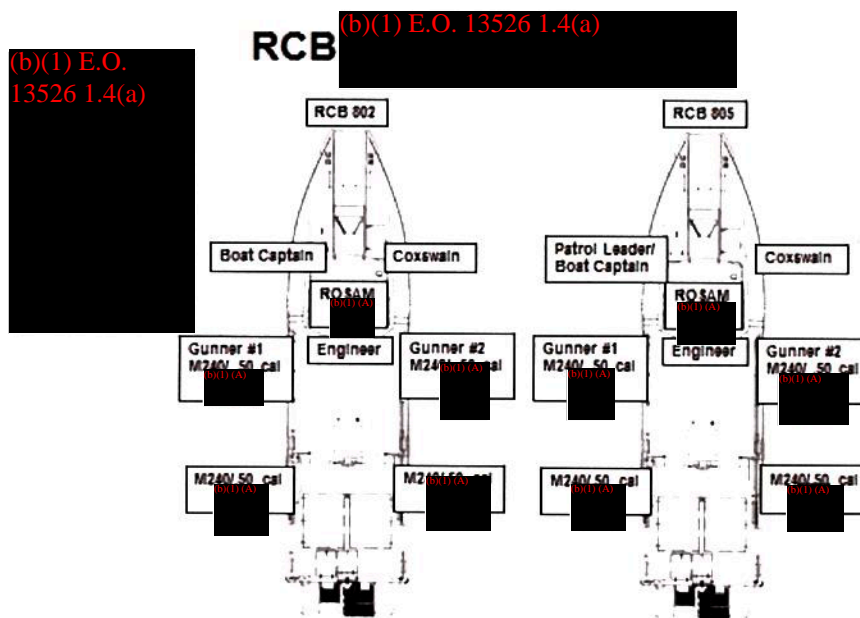 RCB
(b)(1) E.O. 13526 1.4(a)
(b)(1) E.O.
13526 1.4(a)
RCB 802
RCB 805
Boat Captain
Coxswain
Patrol Leader/
Boat Captain
Coxswain
ROSAM
(b)(1) (A)
ROSAM
(b)(1) (A)
Gunner #1
M240/ .50 cal
(b)(1) (A)
Engineer
Gunner #2
M240/ .50 cal
(b)(1) (A)
Gunner #1
M240/ .50 cal
(b)(1) (A)
Engineer
Gunner #2
M240/ .50 cal
(b)(1) (A)
M240/.50 cal
(b)(1) (A)
M240/.50 cal
(b)(1) (A)
M240/.50 cal
(b)(1) (A)
M240/.50 cal
(b)(1) (A)